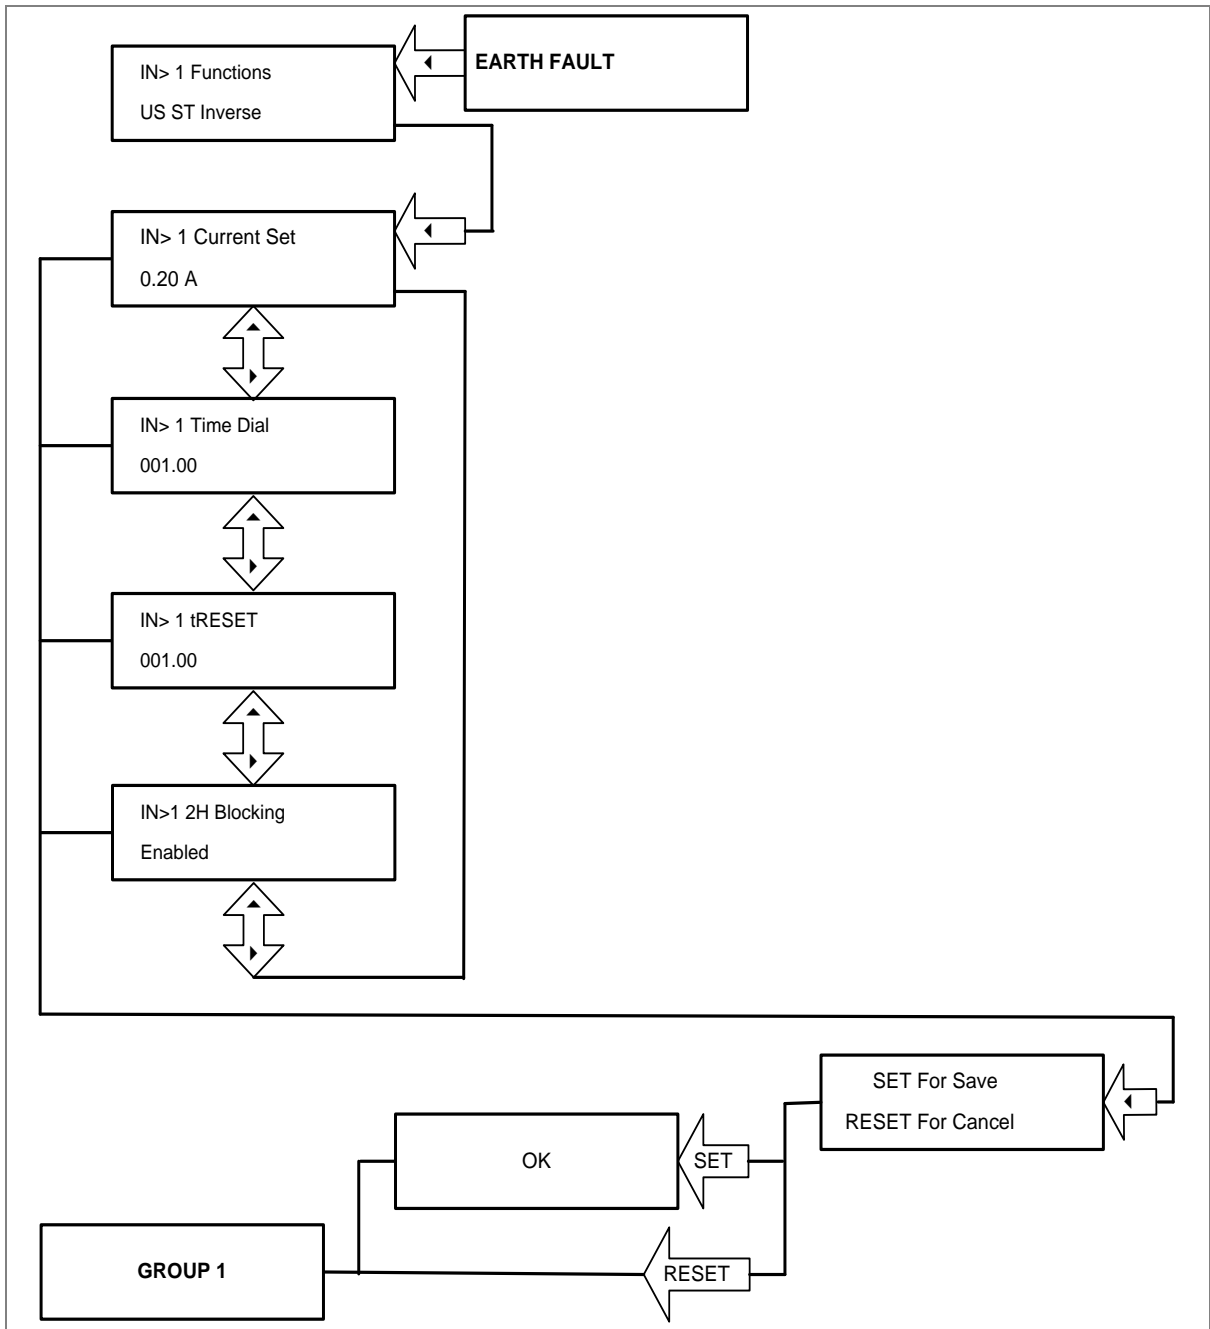 EARTH FAULT
IN> 1 Functions
US ST Inverse
IN> 1 Current Set
0.20 A
IN> 1 Time Dial
001.00
IN> 1 tRESET
001.00
IN>1 2H Blocking
Enabled
SET For Save
RESET For Cancel
SET
OK
RESET
GROUP 1